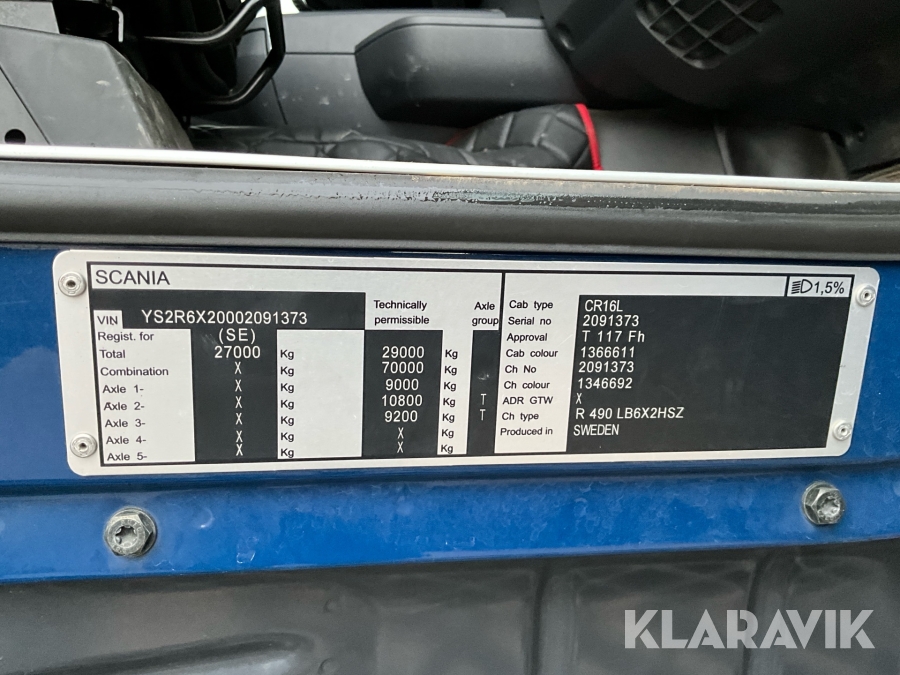 SCANIA 1,5%
VIN YS2R6X20002091373 Technically permissible Axle group
Regist. for (SE)
Total 27000 Kg 29000 Kg
Combination X 70000
Axle 1- X Kg 9000 Kg
Axle 2- X Kg 10800 Kg T
Axle 3- X Kg 9200 Kg T
Axle 4- X Kg X Kg
Axle 5- X Kg X Kg
Cab type CR16L
Serial no 2091373
Approval T 117 Fh
Cab colour 1366611
Ch No 2091373
Ch colour 1346692
ADR GTW X
Ch type R 490 LB6X2HSZ
Produced in SWEDEN
KLARAVIK
KLARAVIK